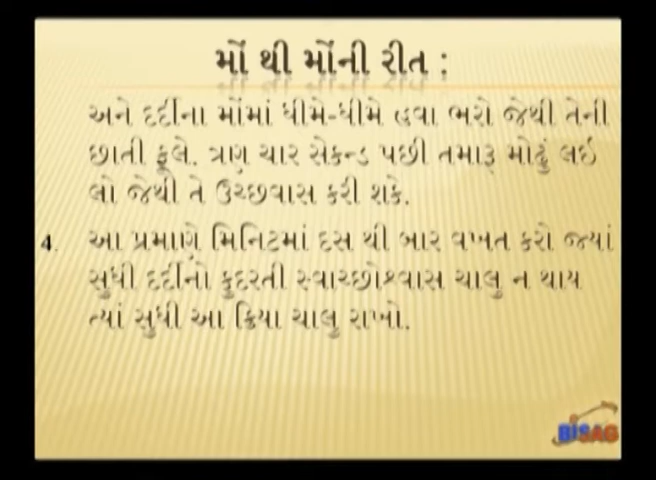 મોં થી મોંની રીત :
અને દર્દીના મોંમાં ધીમે-ધીમે હવા ભરો જેથી તેની
છાતી ફૂલે. ત્રણ ચાર સેકન્ડ પછી તમારૂ મોઢું લઇ
લો જેથી તે ઉચ્છવાસ કરી શકે.
4. આ પ્રમાણે મિનિટમાં દસ થી બાર વખત કરો જ્યાં
સુધી દર્દીનો કુદરતી સ્વાચ્છોશ્વાસ ચાલુ ન થાય
ત્યાં સુધી આ ક્રિયા ચાલુ રાખો.
BISAG